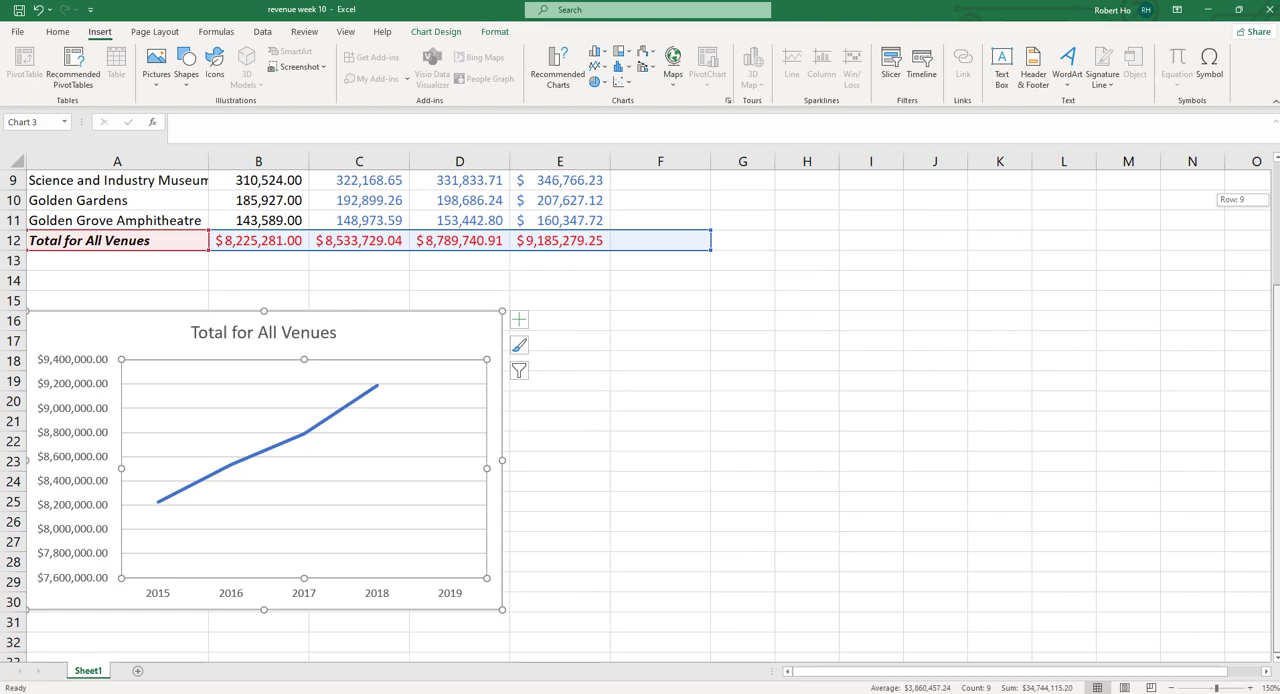 revenue week 10 - Excel
Search
Robert Ho
RH
File Home Insert Page Layout Formulas Data Review View Help Chart Design Format
Share
PivotTable Recommended PivotTables Table
Pictures Shapes Icons 3D Models
SmartArt
Screenshot
Get Add-ins
My Add-ins
Visio Data Visualizer
Bing Maps
People Graph
Recommended Charts
Maps PivotChart
3D Map
Line Column Win/Loss
Slicer Timeline
Link
Text Box
Header & Footer
WordArt Signature Line Object
Equation Symbol
Tables Illustrations Add-ins Charts Tours Sparklines Filters Links Text Symbols
Chart 3
fx
A B C D E F G H I J K L M N O
9 Science and Industry Museum 310,524.00 322,168.65 331,833.71 $ 346,766.23
Row: 9
10 Golden Gardens 185,927.00 192,899.26 198,686.24 $ 207,627.12
11 Golden Grove Amphitheatre 143,589.00 148,973.59 153,442.80 $ 160,347.72
12 Total for All Venues $8,225,281.00 $8,533,729.04 $8,789,740.91 $9,185,279.25
13
14
15
16
17
18
19
20
21
22
23
24
25
26
27
28
29
30
31
32
Total for All Venues
$9,400,000.00
$9,200,000.00
$9,000,000.00
$8,800,000.00
$8,600,000.00
$8,400,000.00
$8,200,000.00
$8,000,000.00
$7,800,000.00
$7,600,000.00
2015 2016 2017 2018 2019
Sheet1
Ready
Average: $3,860,457.24 Count: 9 Sum: $34,744,115.20
150%